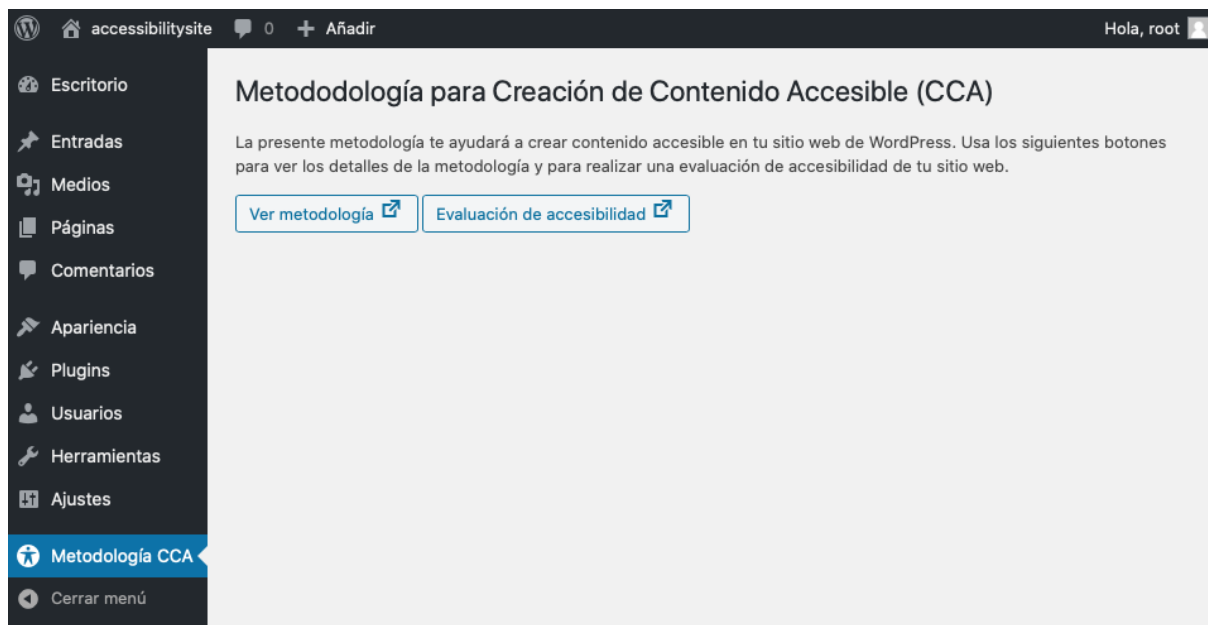 accessibilitysite 0 Añadir Hola, root
Escritorio
Entradas
Medios
Páginas
Comentarios
Apariencia
Plugins
Usuarios
Herramientas
Ajustes
Metodología CCA
Cerrar menú
Metododología para Creación de Contenido Accesible (CCA)
La presente metodología te ayudará a crear contenido accesible en tu sitio web de WordPress. Usa los siguientes botones
para ver los detalles de la metodología y para realizar una evaluación de accesibilidad de tu sitio web.
Ver metodología Evaluación de accesibilidad